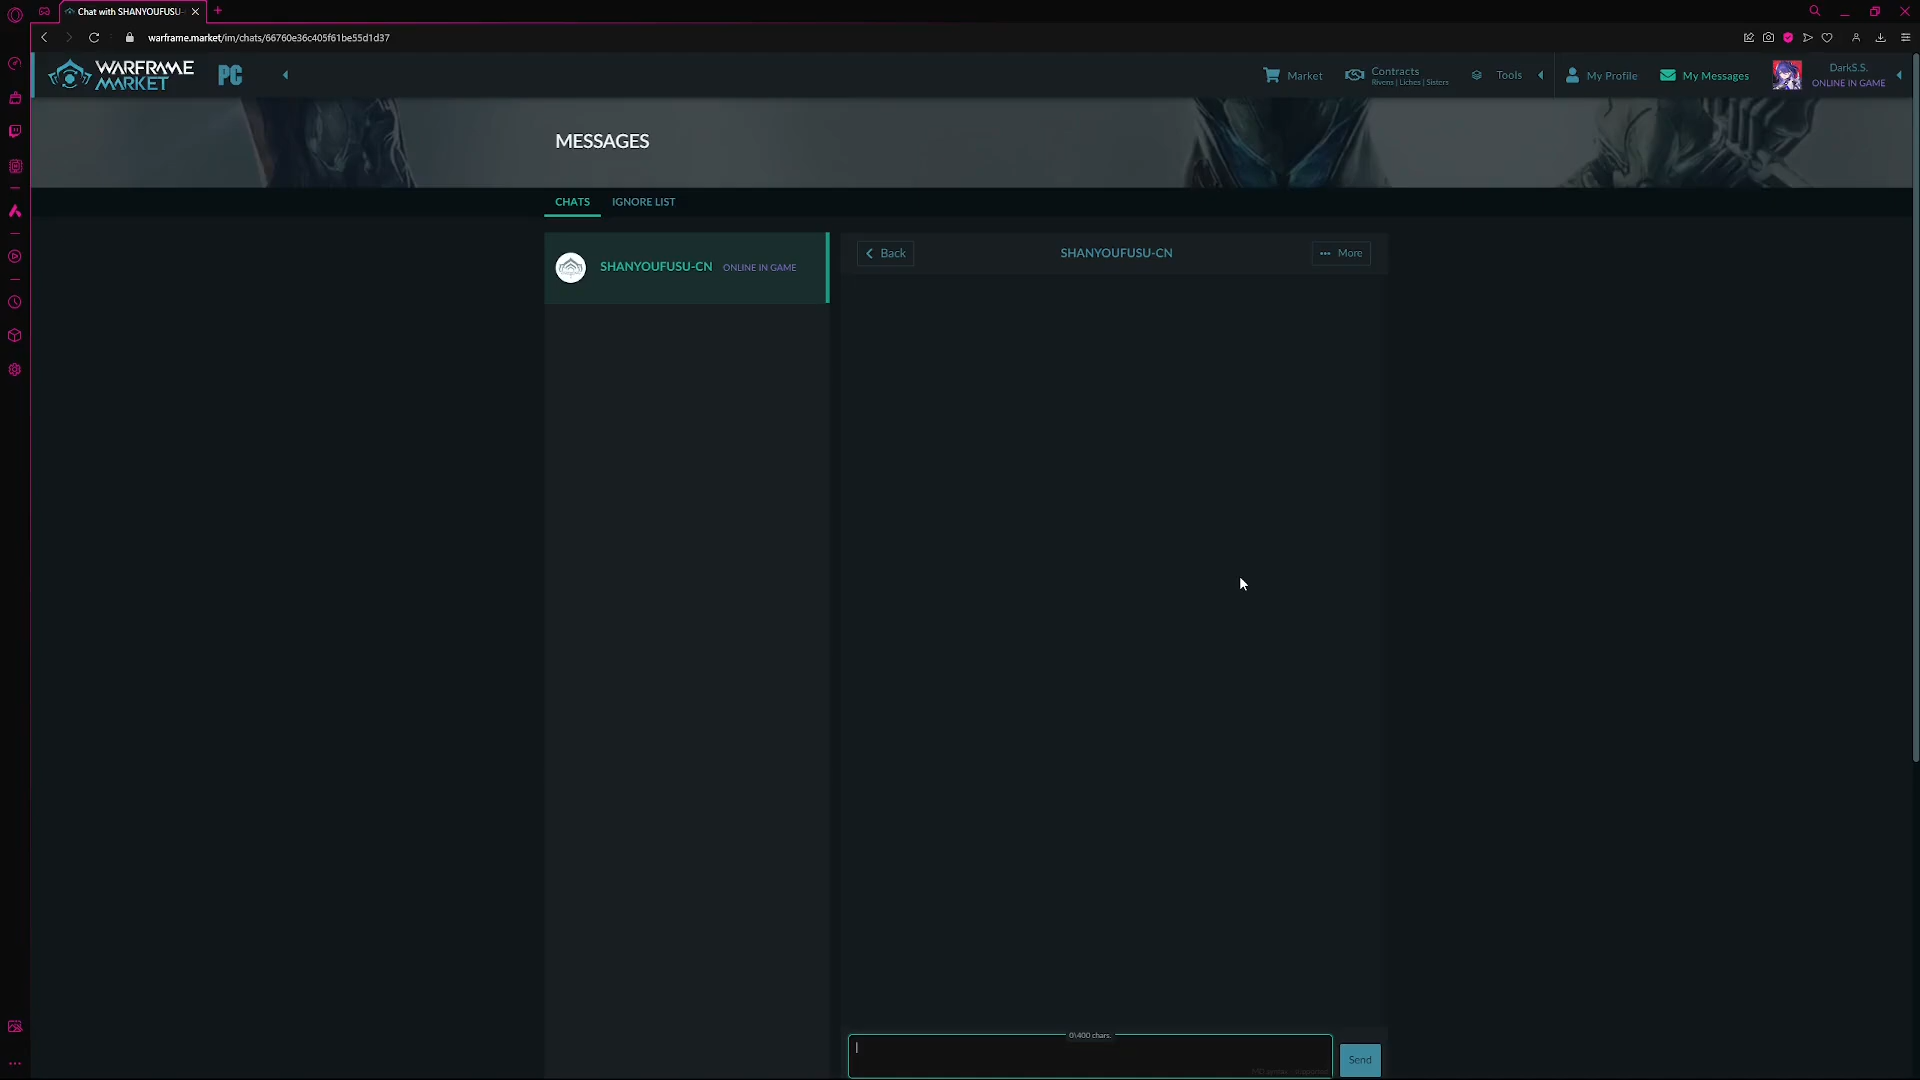 Chat with SHANYOUFUSU-
warframe.market/im/chats/66760e36c405f61be55d1d37
WARFRAME
MARKET
PC
Market
Contracts
Rivens | Liches | Sisters
Tools
My Profile
My Messages
DarkS.S.
ONLINE IN GAME
MESSAGES
CHATS
IGNORE LIST
SHANYOUFUSU-CN
ONLINE IN GAME
Back
SHANYOUFUSU-CN
More
0\400 chars.
Send